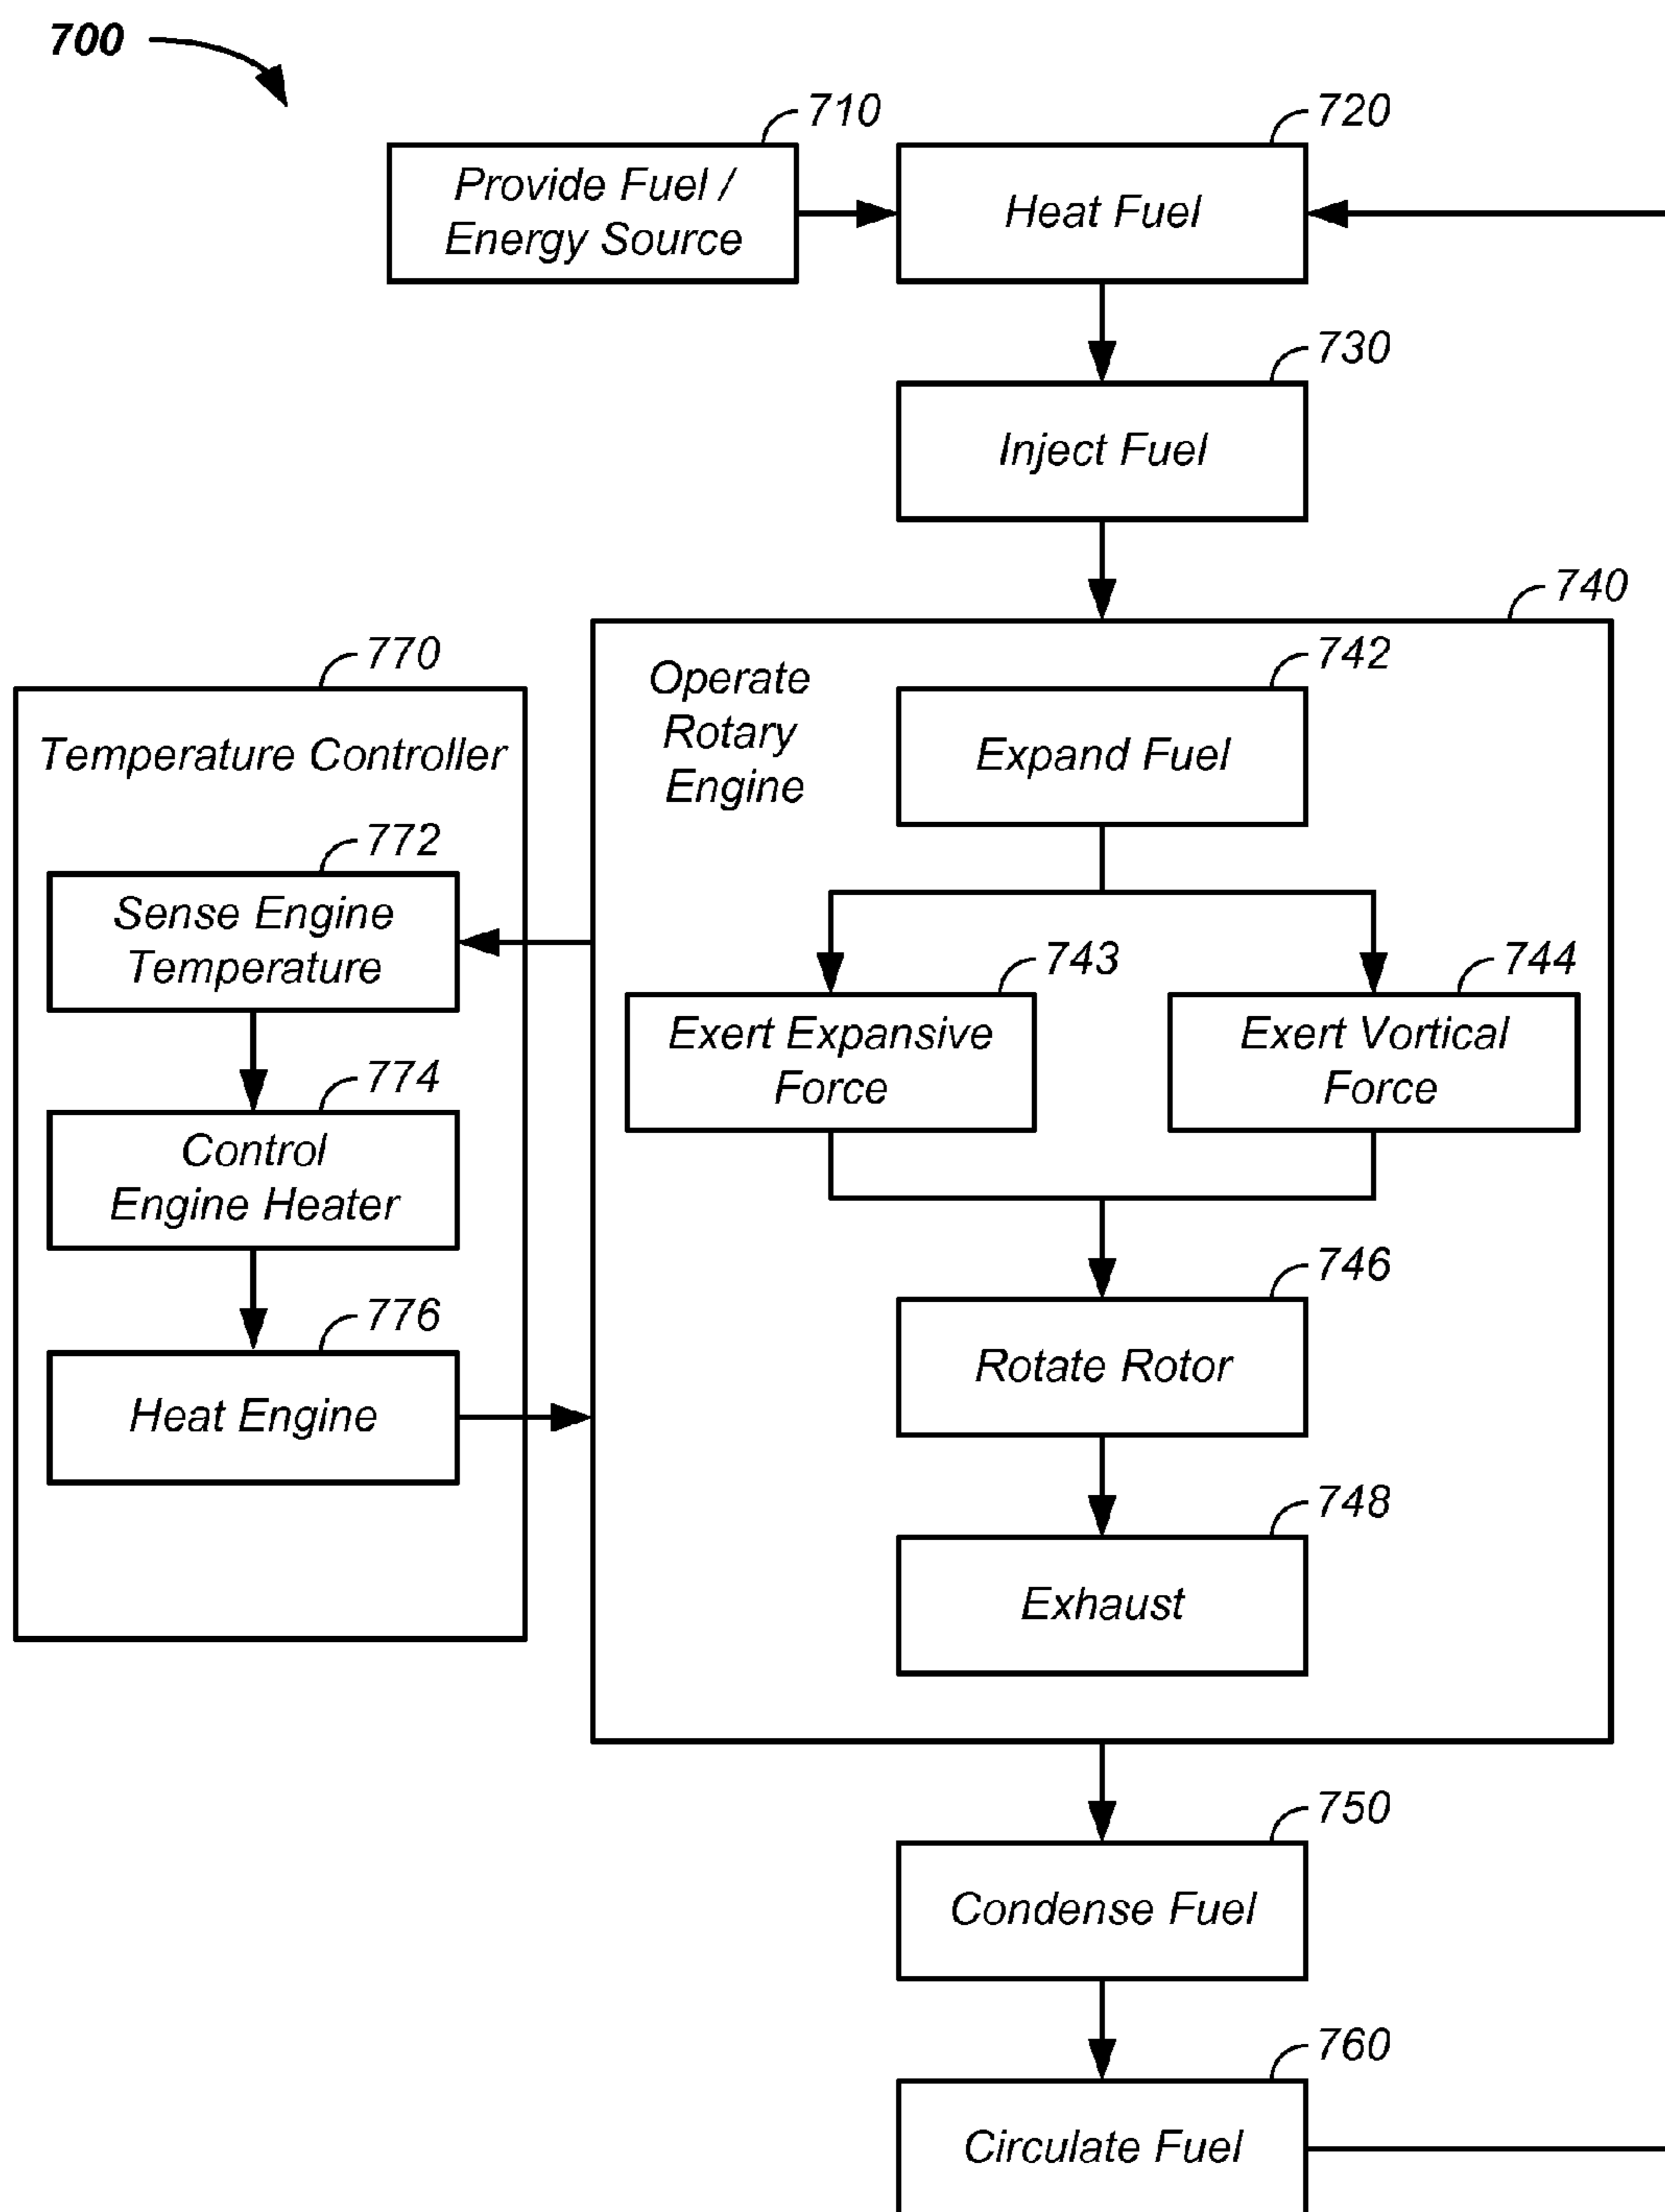 700
710
Provide Fuel /
Energy Source
720
Heat Fuel
730
Inject Fuel
740
Operate
Rotary
Engine
742
Expand Fuel
743
Exert Expansive
Force
744
Exert Vortical
Force
746
Rotate Rotor
748
Exhaust
770
Temperature Controller
772
Sense Engine
Temperature
774
Control
Engine Heater
776
Heat Engine
750
Condense Fuel
760
Circulate Fuel